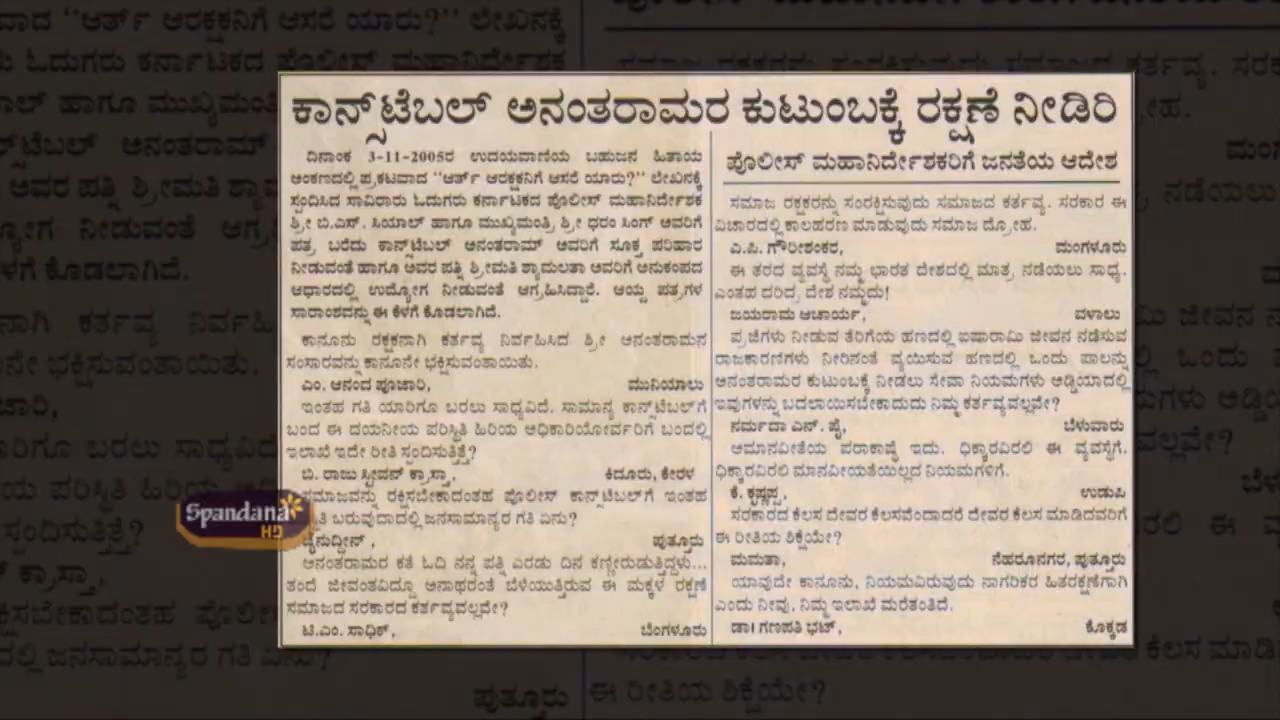 ಕಾನ್ಸ್‌ಟೆಬಲ್ ಅನಂತರಾಮರ ಕುಟುಂಬಕ್ಕೆ ರಕ್ಷಣೆ ನೀಡಿರಿ
ದಿನಾಂಕ 3-11-2005ರ ಉದಯವಾಣಿಯ ಬಹುಜನ ಹಿತಾಯ
ಅಂಕಣದಲ್ಲಿ ಪ್ರಕಟವಾದ "ಆರ್ತ್ ಆರಕ್ಷಕನಿಗೆ ಆಸರೆ ಯಾರು?" ಲೇಖನಕ್ಕೆ
ಸ್ಪಂದಿಸಿದ ಸಾವಿರಾರು ಓದುಗರು ಕರ್ನಾಟಕದ ಪೊಲೀಸ್ ಮಹಾನಿರ್ದೇಶಕ
ಶ್ರೀ ಬಿ.ಎಸ್. ಸಿಯಾಲ್ ಹಾಗೂ ಮುಖ್ಯಮಂತ್ರಿ ಶ್ರೀ ಧರಂ ಸಿಂಗ್ ಅವರಿಗೆ
ಪತ್ರ ಬರೆದು ಕಾನ್ಸ್‌ಟೆಬಲ್ ಅನಂತರಾಮ್ ಅವರಿಗೆ ಸೂಕ್ತ ಪರಿಹಾರ
ನೀಡುವಂತೆ ಹಾಗೂ ಅವರ ಪತ್ನಿ ಶ್ರೀಮತಿ ಶ್ಯಾಮಲತಾ ಅವರಿಗೆ ಅನುಕಂಪದ
ಆಧಾರದಲ್ಲಿ ಉದ್ಯೋಗ ನೀಡುವಂತೆ ಆಗ್ರಹಿಸಿದ್ದಾರೆ. ಆಯ್ದ ಪತ್ರಗಳ
ಸಾರಾಂಶವನ್ನು ಈ ಕೆಳಗೆ ಕೊಡಲಾಗಿದೆ.
ಕಾನೂನು ರಕ್ಷಕನಾಗಿ ಕರ್ತವ್ಯ ನಿರ್ವಹಿಸಿದ ಶ್ರೀ ಅನಂತರಾಮನ
ಸಂಸಾರವನ್ನು ಕಾನೂನೇ ಭಕ್ಷಿಸುವಂತಾಯಿತು.
ಎಂ. ಆನಂದ ಪೂಜಾರಿ, ಮುನಿಯಾಲು
ಇಂತಹ ಗತಿ ಯಾರಿಗೂ ಬರಲು ಸಾಧ್ಯವಿದೆ. ಸಾಮಾನ್ಯ ಕಾನ್ಸ್‌ಟೆಬಲ್‌ಗೆ
ಬಂದ ಈ ದಯನೀಯ ಪರಿಸ್ಥಿತಿ ಹಿರಿಯ ಅಧಿಕಾರಿಯೋರ್ವರಿಗೆ ಬಂದಲ್ಲಿ
ಇಲಾಖೆ ಇದೇ ರೀತಿ ಸ್ಪಂದಿಸುತ್ತಿತ್ತೆ?
ಬಿ. ರಾಜು ಸ್ಟೀವನ್ ಕ್ರಾಸ್ತಾ, ಕಿದೂರು, ಕೇರಳ
ಸಮಾಜವನ್ನು ರಕ್ಷಿಸಬೇಕಾದಂತಹ ಪೊಲೀಸ್ ಕಾನ್ಸ್‌ಟೆಬಲ್‌ಗೆ ಇಂತಹ
ಬರುವುದಾದಲ್ಲಿ ಜನಸಾಮಾನ್ಯರ ಗತಿ ಏನು?
ಪುತ್ತೂರು
ಅನಂತರಾಮರ ಕತೆ ಓದಿ ನನ್ನ ಪತ್ನಿ ಎರಡು ದಿನ ಕಣ್ಣೀರುಡುತ್ತಿದ್ದಳು...
ತಂದೆ ಜೀವಂತವಿದ್ದೂ ಅನಾಥರಂತೆ ಬೆಳೆಯುತ್ತಿರುವ ಈ ಮಕ್ಕಳ ರಕ್ಷಣೆ
ಸಮಾಜದ ಸರಕಾರದ ಕರ್ತವ್ಯವಲ್ಲವೇ?
ಟಿ.ಎಂ. ಸಾಧಿಕ್, ಬೆಂಗಳೂರು
ಪೊಲೀಸ್ ಮಹಾನಿರ್ದೇಶಕರಿಗೆ ಜನತೆಯ ಆದೇಶ
ಸಮಾಜ ರಕ್ಷಕರನ್ನು ಸಂರಕ್ಷಿಸುವುದು ಸಮಾಜದ ಕರ್ತವ್ಯ. ಸರಕಾರ ಈ
ವಿಚಾರದಲ್ಲಿ ಕಾಲಹರಣ ಮಾಡುವುದು ಸಮಾಜ ದ್ರೋಹ.
ಎ.ಪಿ. ಗೌರೀಶಂಕರ, ಮಂಗಳೂರು
ಈ ತರದ ವ್ಯವಸ್ಥೆ ನಮ್ಮ ಭಾರತ ದೇಶದಲ್ಲಿ ಮಾತ್ರ ನಡೆಯಲು ಸಾಧ್ಯ.
ಎಂತಹ ದರಿದ್ರ ದೇಶ ನಮ್ಮದು!
ಜಯರಾಮ ಆಚಾರ್ಯ, ವಳಾಲು
ಪ್ರಜೆಗಳು ನೀಡುವ ತೆರಿಗೆಯ ಹಣದಲ್ಲಿ ಐಷಾರಾಮಿ ಜೀವನ ನಡೆಸುವ
ರಾಜಕಾರಣಿಗಳು ನೀರಿನಂತೆ ವ್ಯಯಿಸುವ ಹಣದಲ್ಲಿ ಒಂದು ಪಾಲನ್ನು
ಅನಂತರಾಮರ ಕುಟುಂಬಕ್ಕೆ ನೀಡಲು ಸೇವಾ ನಿಯಮಗಳು ಅಡ್ಡಿಯಾದಲ್ಲಿ
ಇವುಗಳನ್ನು ಬದಲಾಯಿಸಬೇಕಾದುದು ನಿಮ್ಮ ಕರ್ತವ್ಯವಲ್ಲವೇ?
ನರ್ಮದಾ ಎನ್. ಪೈ, ಬೆಳುವಾರು
ಅಮಾನವೀತೆಯ ಪರಾಕಾಷ್ಠೆ ಇದು. ಧಿಕ್ಕಾರವಿರಲಿ ಈ ವ್ಯವಸ್ಥೆಗೆ.
ಧಿಕ್ಕಾರವಿರಲಿ ಮಾನವೀಯತೆಯಿಲ್ಲದ ನಿಯಮಗಳಿಗೆ.
ಕೆ. ಕೃಷ್ಣಪ್ಪ, ಉಡುಪಿ
ಸರಕಾರದ ಕೆಲಸ ದೇವರ ಕೆಲಸವೆಂದಾದರೆ ದೇವರ ಕೆಲಸ ಮಾಡಿದವರಿಗೆ
ಈ ರೀತಿಯ ಶಿಕ್ಷೆಯೇ?
ಮಮತಾ, ನೆಹರೂನಗರ, ಪುತ್ತೂರು
ಯಾವುದೇ ಕಾನೂನು, ನಿಯಮವಿರುವುದು ನಾಗರಿಕರ ಹಿತರಕ್ಷಣೆಗಾಗಿ
ಎಂದು ನೀವು, ನಿಮ್ಮ ಇಲಾಖೆ ಮರೆತಂತಿದೆ.
ಡಾ। ಗಣಪತಿ ಭಟ್, ಕೊಕ್ಕಡ
Spandana
HD